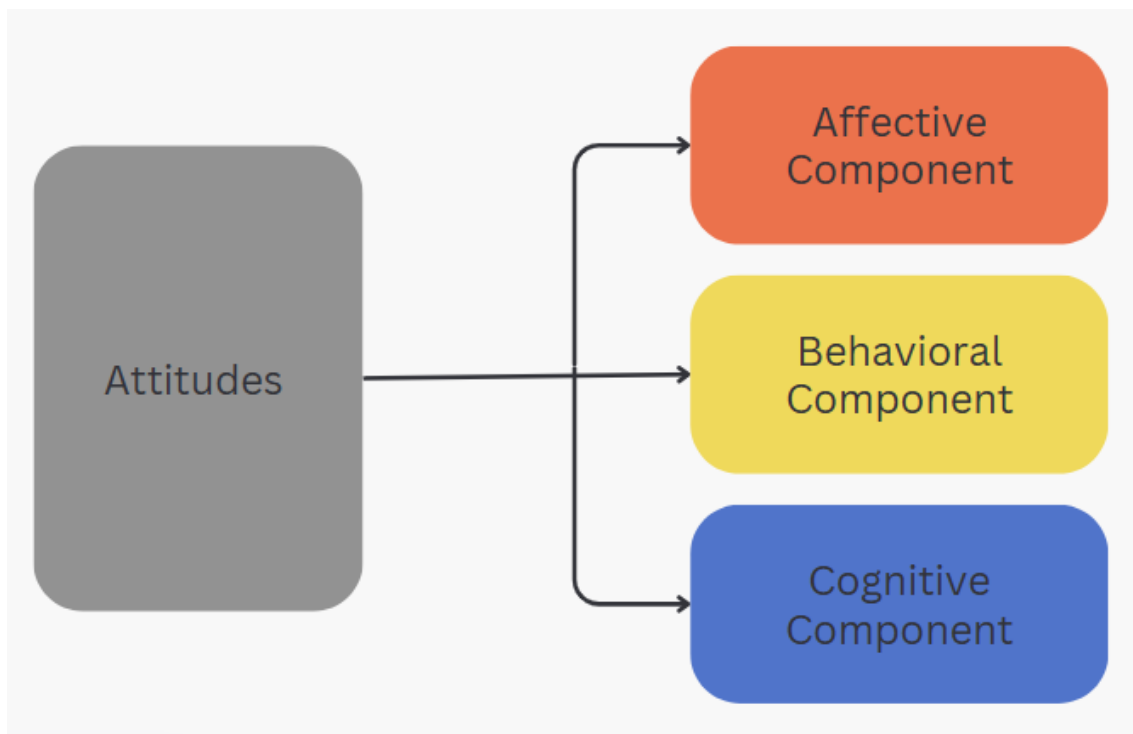 Attitudes
Affective
Component
Behavioral
Component
Cognitive
Component